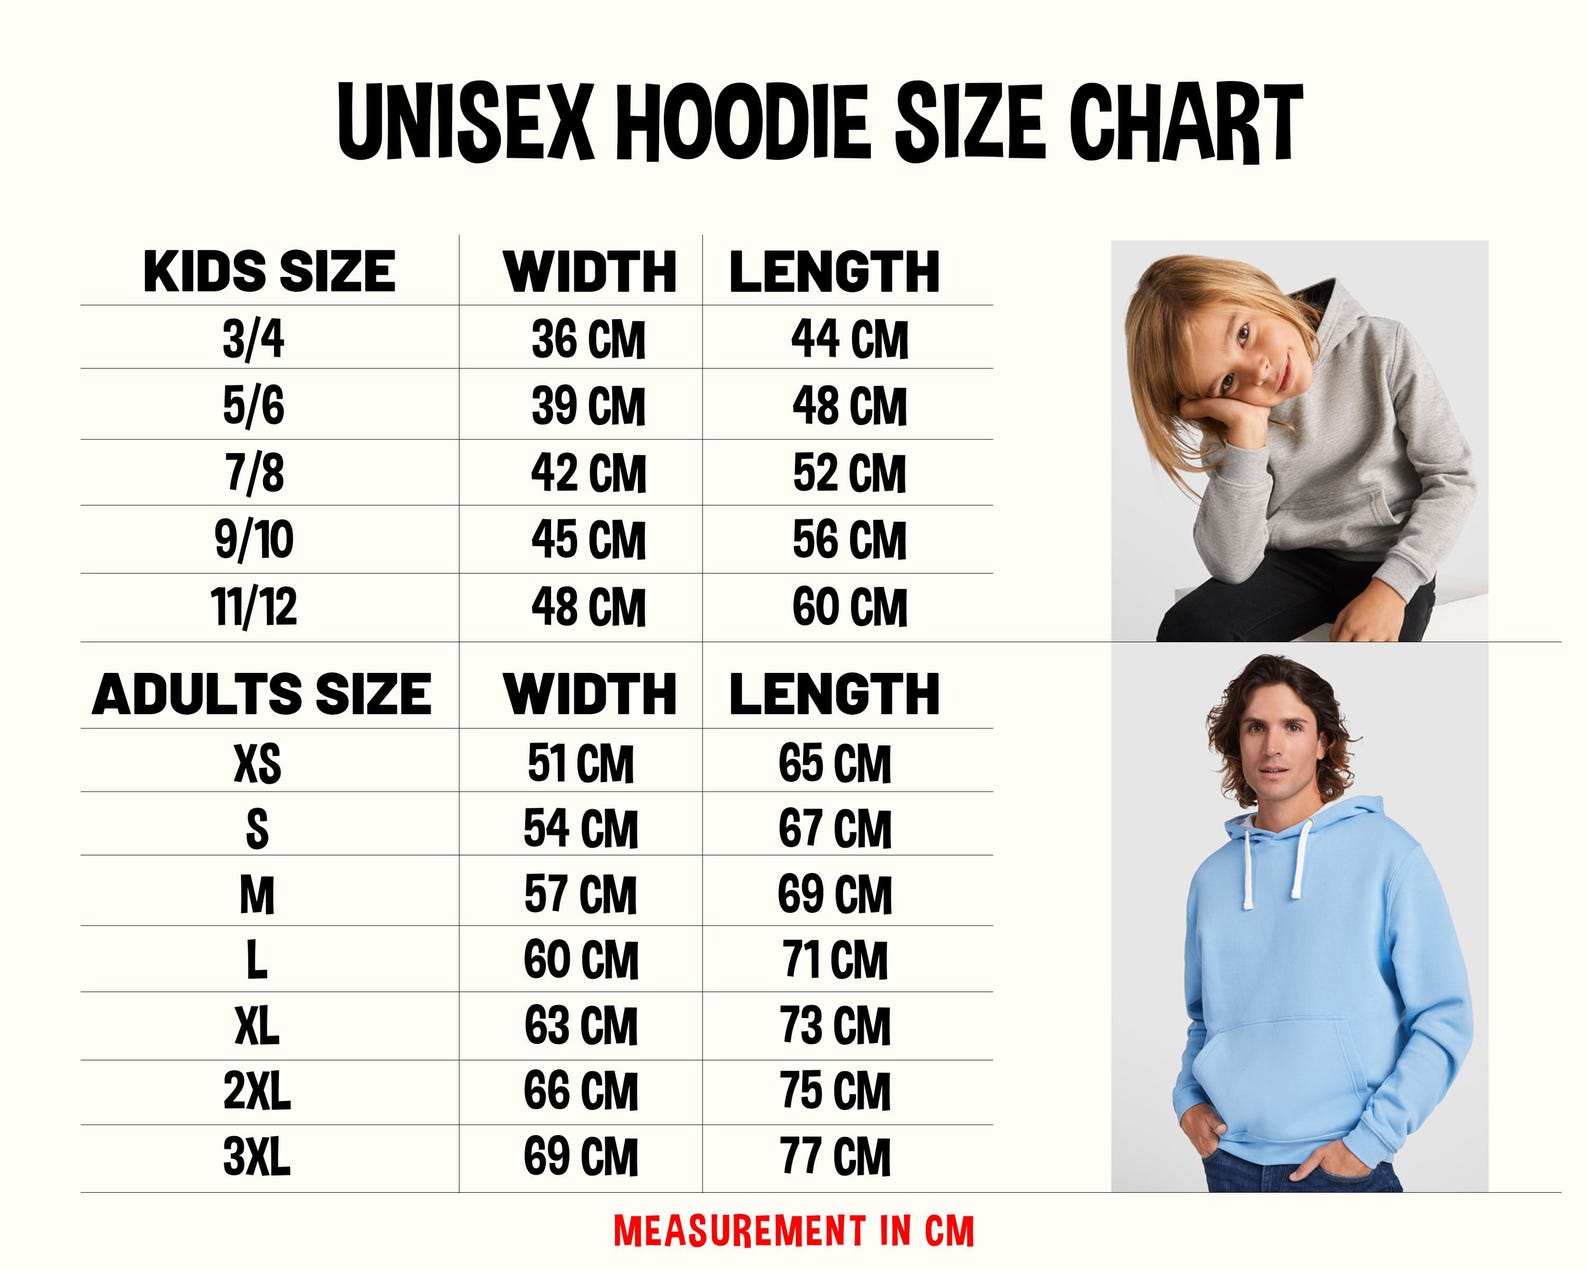 UNISEX HOODIE SIZE CHART
KIDS SIZE WIDTH LENGTH
3/4 36 CM 44 CM
5/6 39 CM 48 CM
7/8 42 CM 52 CM
9/10 45 CM 56 CM
11/12 48 CM 60 CM
ADULTS SIZE WIDTH LENGTH
XS 51 CM 65 CM
S 54 CM 67 CM
M 57 CM 69 CM
L 60 CM 71 CM
XL 63 CM 73 CM
2XL 66 CM 75 CM
3XL 69 CM 77 CM
MEASUREMENT IN CM